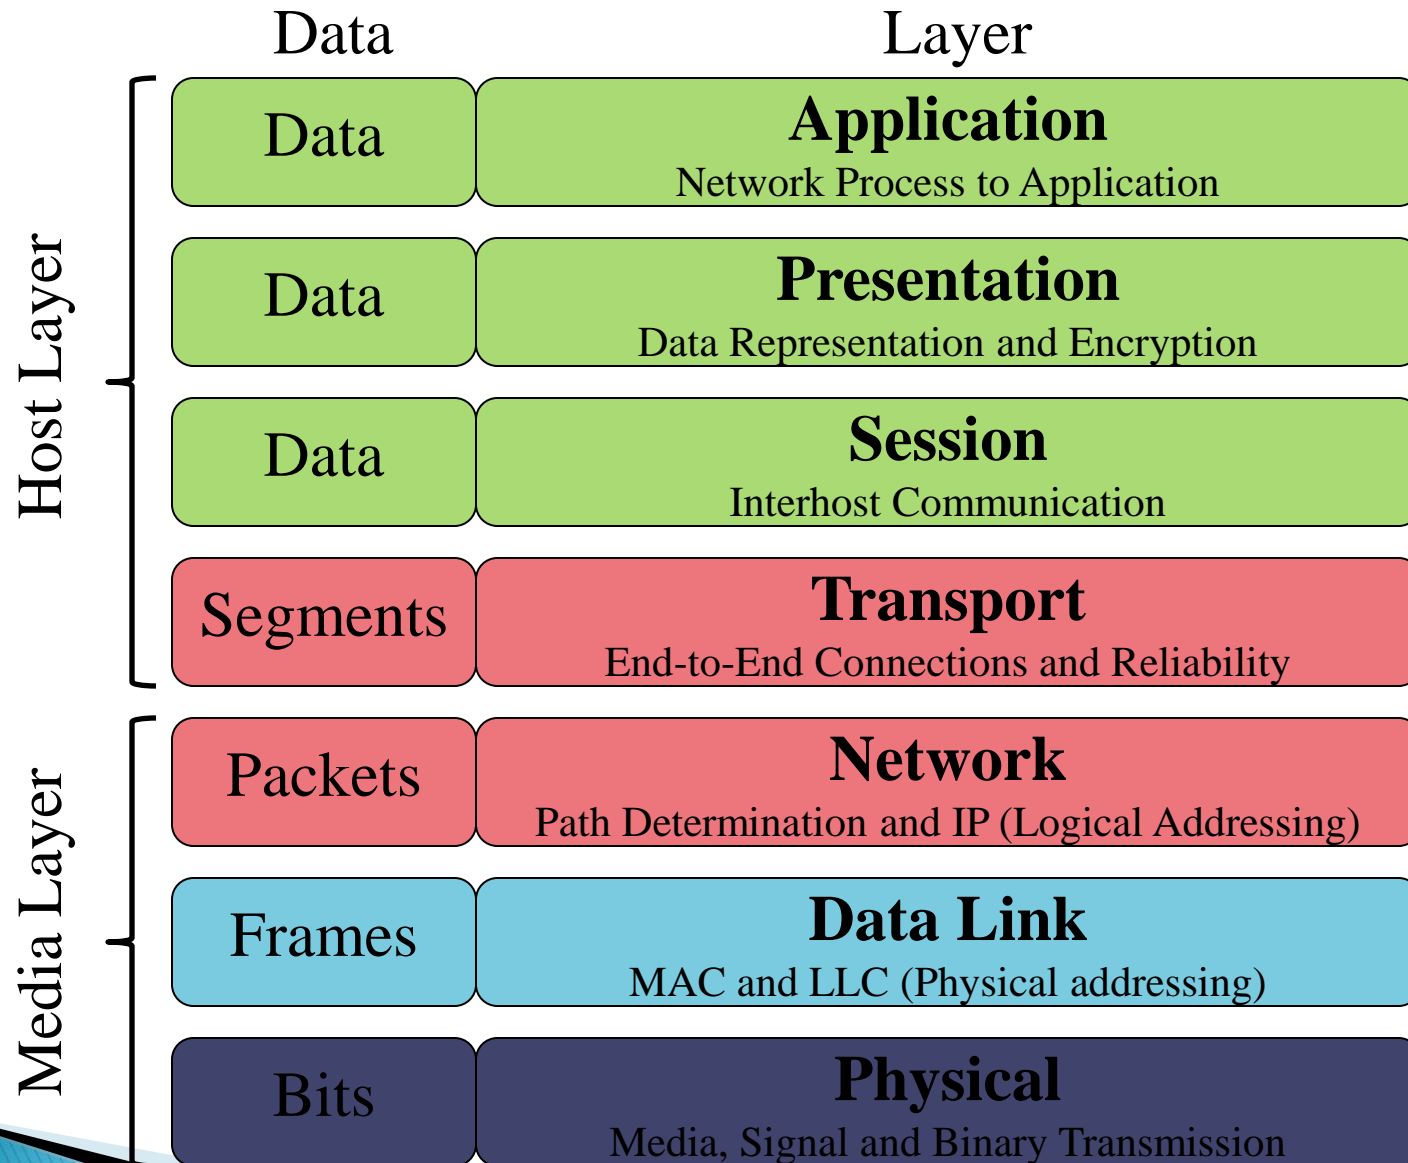 Data
Layer
Host Layer
Data
Application
Network Process to Application
Data
Presentation
Data Representation and Encryption
Data
Session
Interhost Communication
Segments
Transport
End-to-End Connections and Reliability
Media Layer
Packets
Network
Path Determination and IP (Logical Addressing)
Frames
Data Link
MAC and LLC (Physical addressing)
Bits
Physical
Media, Signal and Binary Transmission